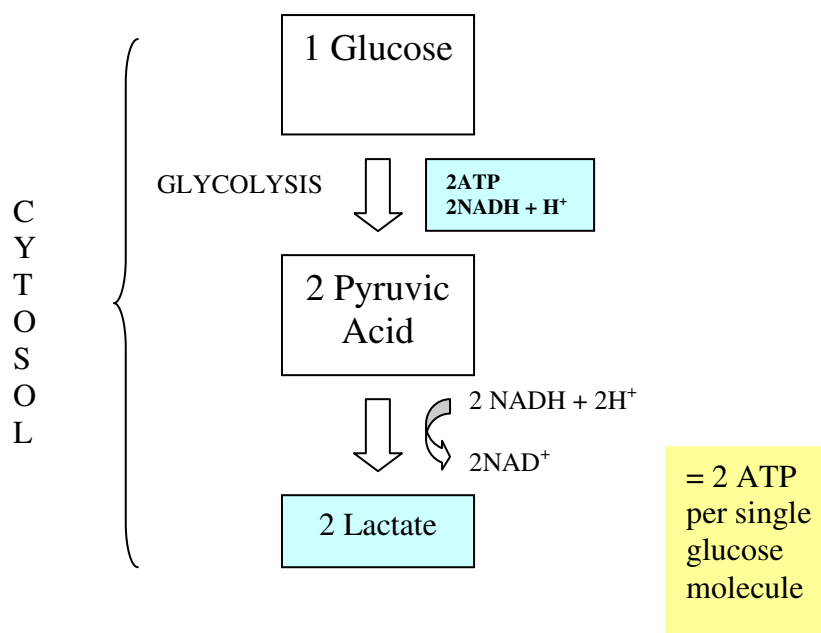 1 Glucose
GLYCOLYSIS
2ATP
2NADH + H⁺
C
Y
T
O
S
O
L
2 Pyruvic
Acid
2 NADH + 2H⁺
2NAD⁺
2 Lactate
= 2 ATP
per single
glucose
molecule